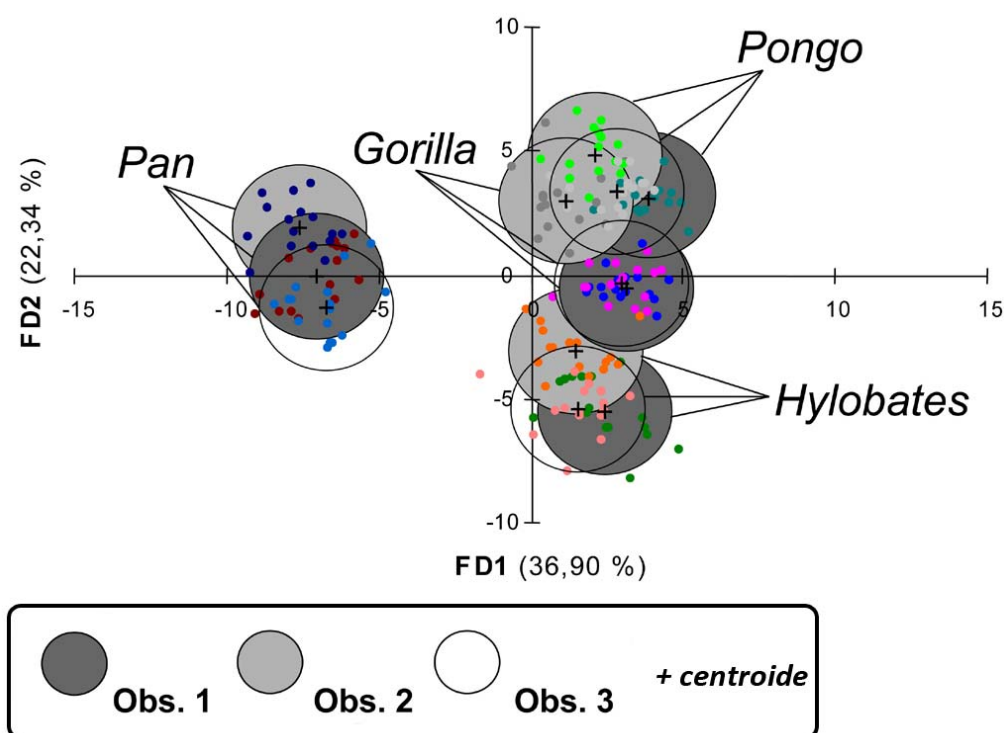 10
Pongo
Gorilla
5
Pan
FD2 (22,34 %)
0
-15
-10
-5
0
5
10
15
-5
Hylobates
-10
FD1 (36,90 %)
Obs. 1
Obs. 2
Obs. 3
+ centroide